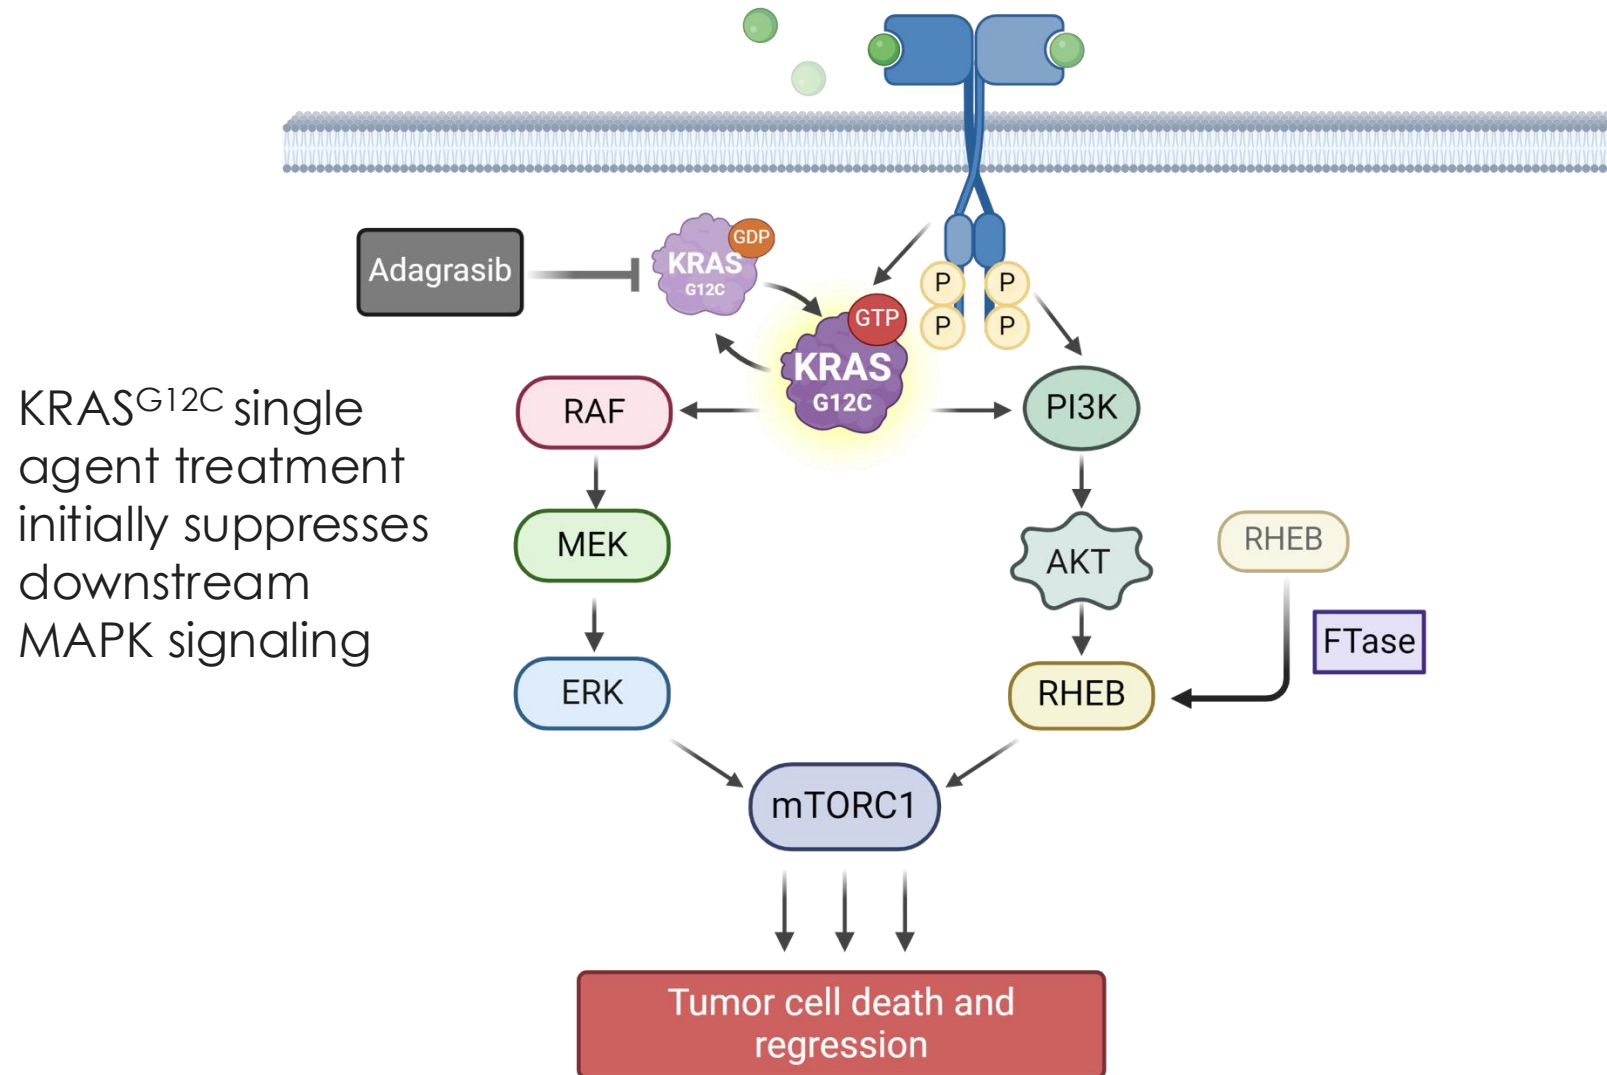 Adagrasib
GDP
KRAS
G12C
GTP
KRAS
G12C
P
P
P
P
KRASG12C single
agent treatment
initially suppresses
downstream
MAPK signaling
RAF
PI3K
MEK
AKT
RHEB
FTase
ERK
RHEB
mTORC1
Tumor cell death and
regression